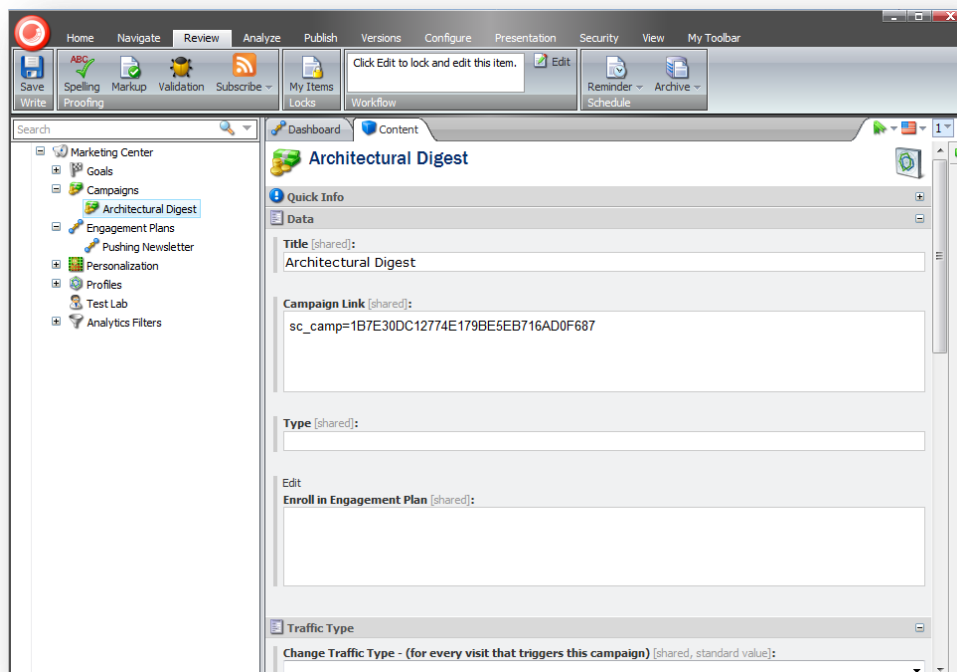 Home Navigate Review Analyze Publish Versions Configure Presentation Security View My Toolbar
Save
Write
ABC
Spelling Markup Validation Subscribe
Proofing
My Items
Locks
Click Edit to lock and edit this item. Edit
Workflow
Reminder Archive
Schedule
Search
Marketing Center
Goals
Campaigns
Architectural Digest
Engagement Plans
Pushing Newsletter
Personalization
Profiles
Test Lab
Analytics Filters
Dashboard Content
1
Architectural Digest
Quick Info
Data
Title [shared]:
Architectural Digest
Campaign Link [shared]:
sc_camp=1B7E30DC12774E179BE5EB716AD0F687
Type [shared]:
Edit
Enroll in Engagement Plan [shared]:
Traffic Type
Change Traffic Type - (for every visit that triggers this campaign) [shared, standard value]: